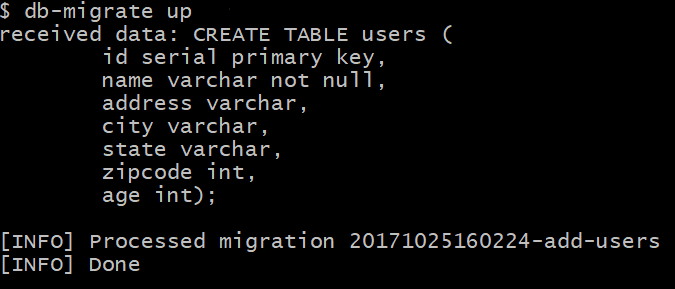 $ db-migrate up
received data: CREATE TABLE users (
        id serial primary key,
        name varchar not null,
        address varchar,
        city varchar,
        state varchar,
        zipcode int,
        age int);

[INFO] Processed migration 20171025160224-add-users
[INFO] Done